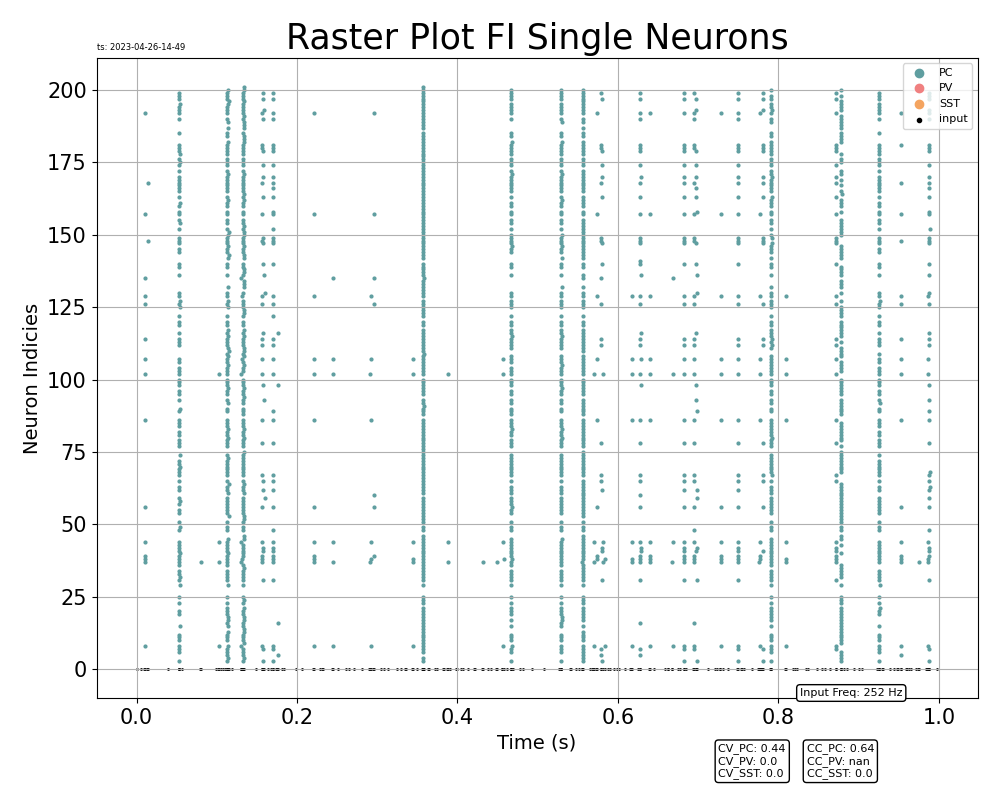 Raster Plot FI Single Neurons
ts: 2023-04-26-14-49
PC
PV
SST
input
200
175
150
125
100
75
50
25
0
Neuron Indicies
0.0 0.2 0.4 0.6 0.8 1.0
Time (s)
Input Freq: 252 Hz
CV_PC: 0.44
CV_PV: 0.0
CV_SST: 0.0
CC_PC: 0.64
CC_PV: nan
CC_SST: 0.0